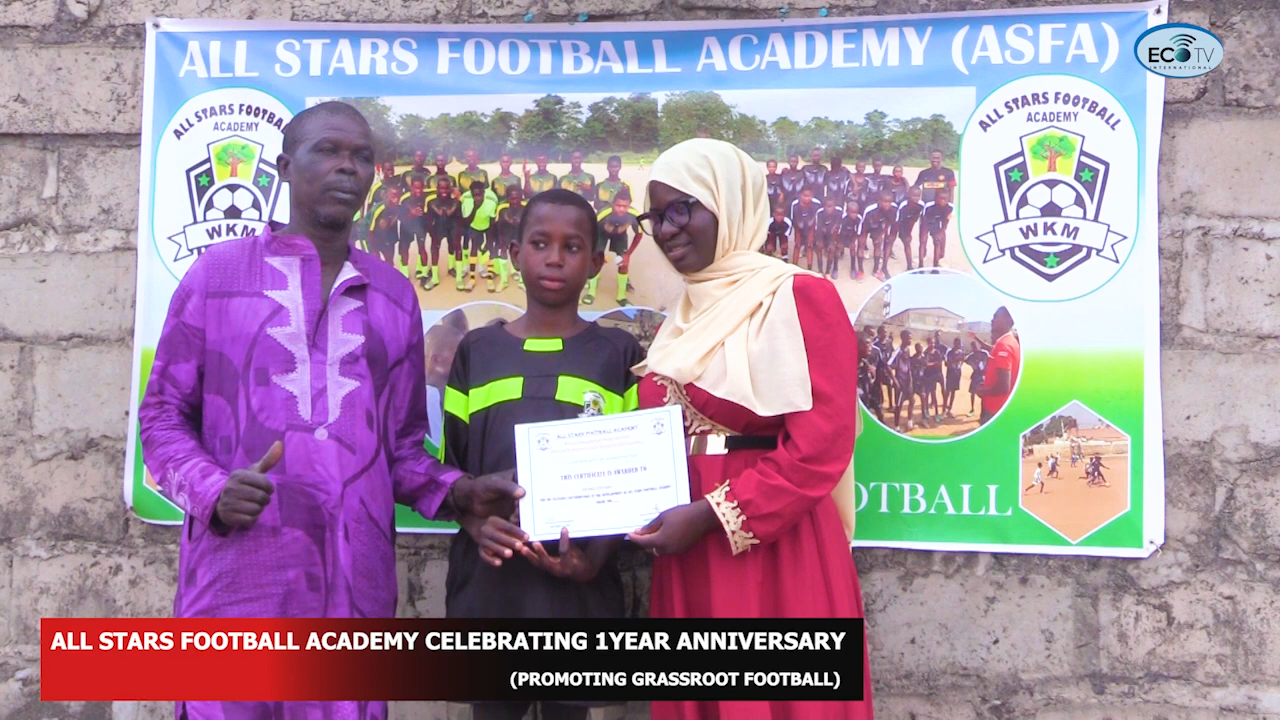 ALL STARS FOOTBALL ACADEMY (ASFA)
ECO TV
INTERNATIONAL
ALL STARS FOOTBALL
ACADEMY
WKM
ALL STARS FOOTBALL
ACADEMY
WKM
ALL STARS FOOTBALL ACADEMY
THIS CERTIFICATE IS AWARDED TO
OTBALL
ALL STARS FOOTBALL ACADEMY CELEBRATING 1YEAR ANNIVERSARY
(PROMOTING GRASSROOT FOOTBALL)